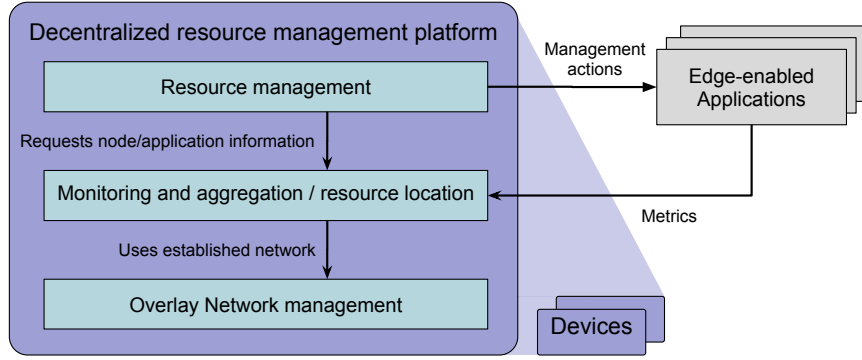 Decentralized resource management platform
Resource management
Requests node/application information
Monitoring and aggregation / resource location
Uses established network
Overlay Network management
Management
actions
Edge-enabled
Applications
Metrics
Devices